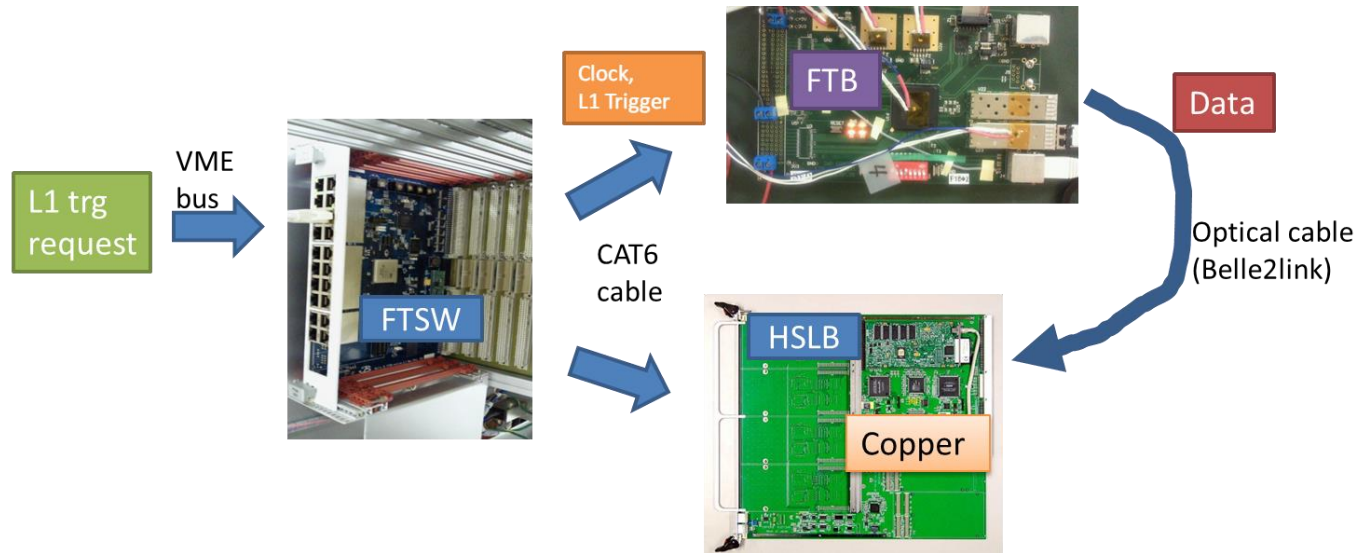 L1 trg
request
VME
bus
FTSW
Clock,
L1 Trigger
CAT6
cable
FTB
HSLB
Copper
Data
Optical cable
(Belle2link)